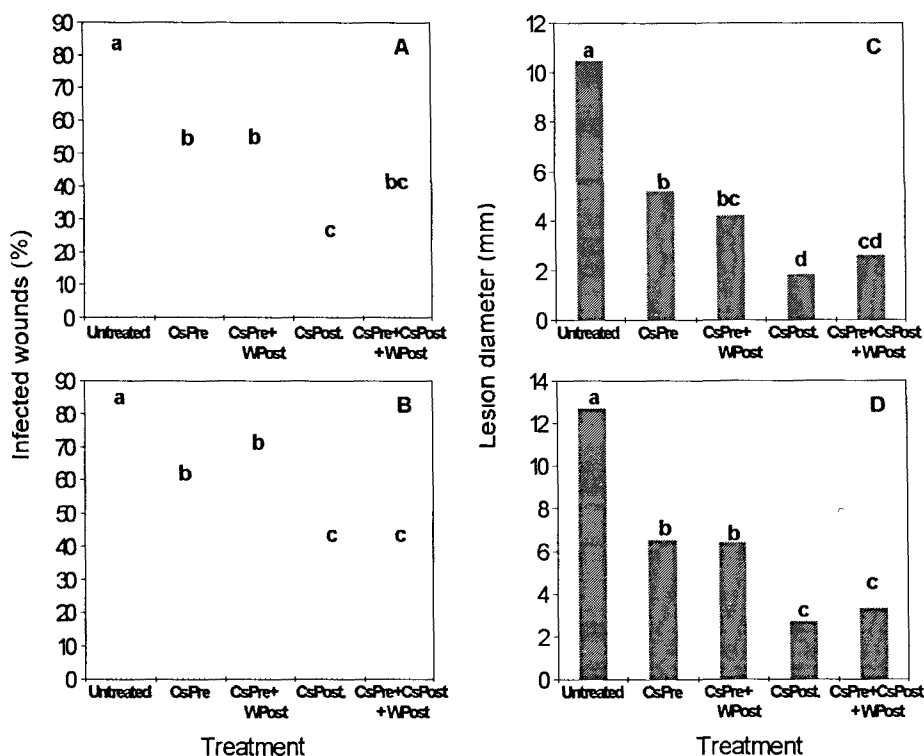 Infected wounds (%)
90
80
70
60
50
40
30
20
10
0
A
a
b
b
c
bc
Untreated CsPre CsPre+ CsPost. CsPre+CsPost
WPost +WPost
90
80
70
60
50
40
30
20
10
0
B
a
b
b
c
c
Untreated CsPre CsPre+ CsPost. CsPre+CsPost
WPost +WPost
Treatment
Lesion diameter (mm)
12
10
8
6
4
2
0
C
a
b
bc
d
cd
Untreated CsPre CsPre+ CsPost. CsPre+CsPost
WPost +WPost
14
12
10
8
6
4
2
0
D
a
b
b
c
c
Untreated CsPre CsPre+ CsPost. CsPre+CsPost
WPost +WPost
Treatment